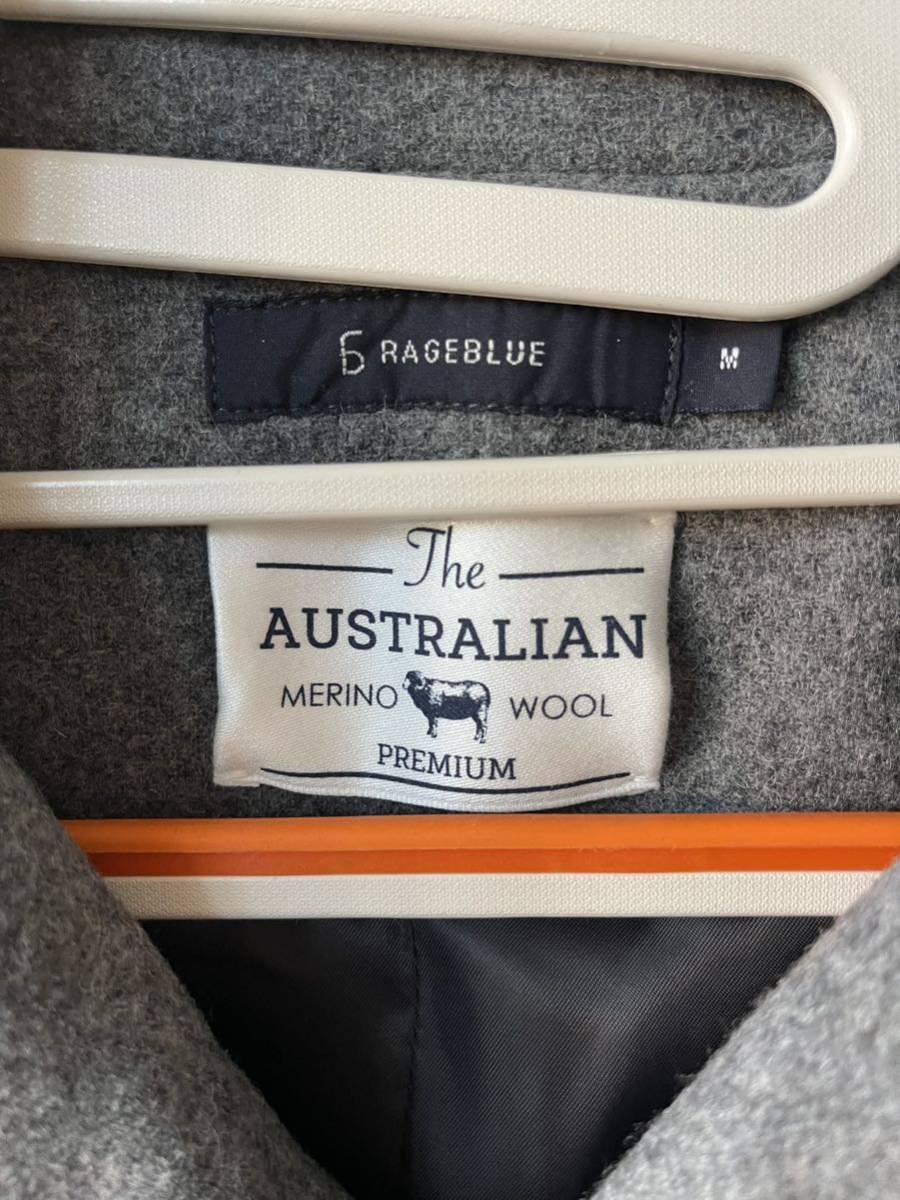 RAGEBLUE M
The
AUSTRALIAN
MERINO WOOL
PREMIUM